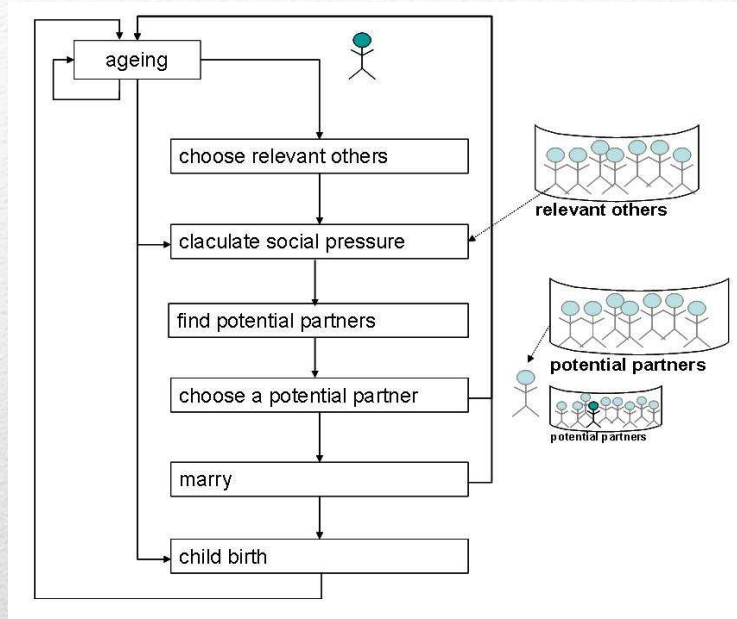 ageing
choose relevant others
claculate social pressure
relevant others
find potential partners
potential partners
choose a potential partner
potential partners
marry
child birth